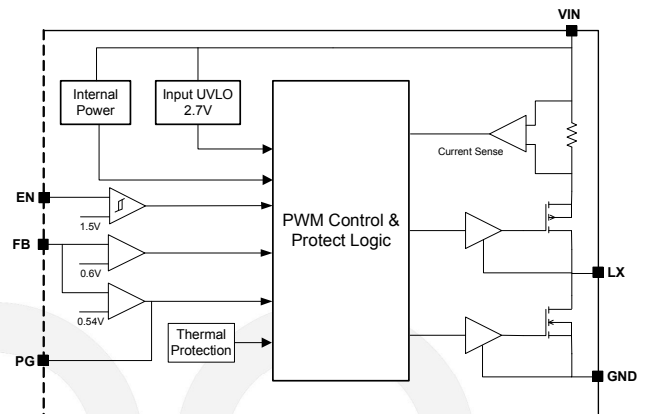 VIN
Internal
Power
Input UVLO
2.7V
Current Sense
EN
1.5V
PWM Control &
Protect Logic
FB
0.6V
LX
0.54V
Thermal
Protection
PG
GND